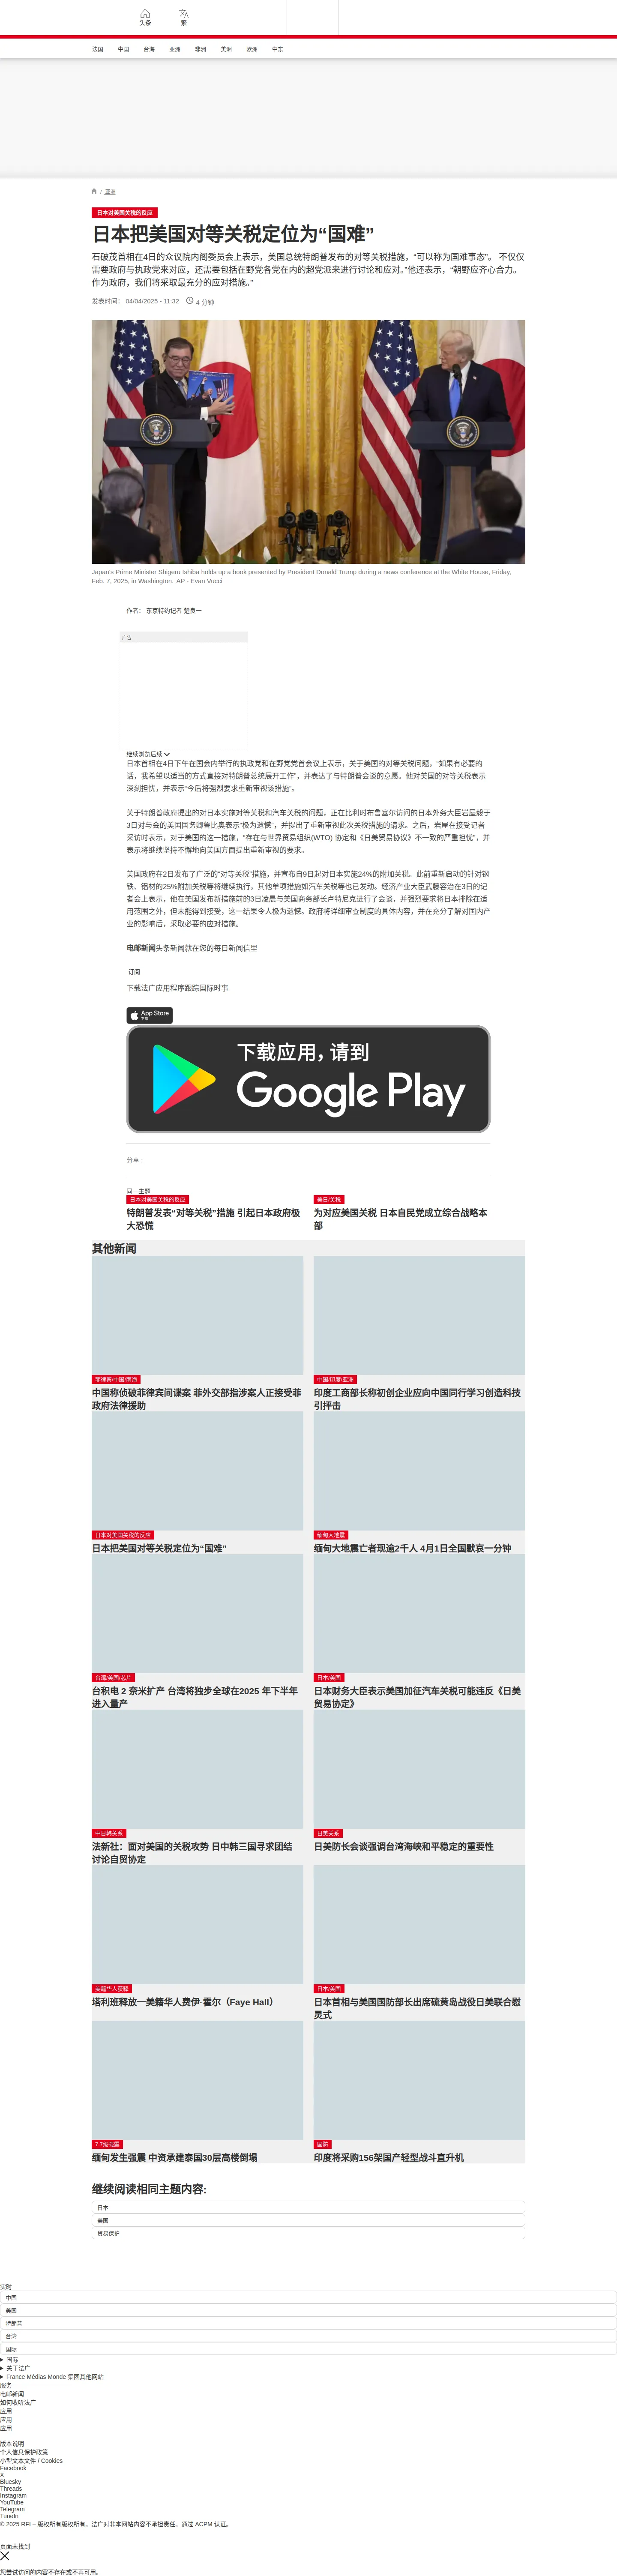 头条
繁
法国 中国 台海 亚洲 非洲 美洲 欧洲 中东
/ 亚洲
日本对美国关税的反应
日本把美国对等关税定位为“国难”
石破茂首相在4日的众议院内阁委员会上表示，美国总统特朗普发布的对等关税措施，“可以称为国难事态”。 不仅仅
需要政府与执政党来对应，还需要包括在野党各党在内的超党派来进行讨论和应对。”他还表示，“朝野应齐心合力。
作为政府，我们将采取最充分的应对措施。”
发表时间： 04/04/2025 - 11:32 4 分钟
Japan's Prime Minister Shigeru Ishiba holds up a book presented by President Donald Trump during a news conference at the White House, Friday,
Feb. 7, 2025, in Washington. AP - Evan Vucci
作者： 东京特约记者 楚良一
广告
继续浏览后续
日本首相在4日下午在国会内举行的执政党和在野党党首会议上表示，关于美国的对等关税问题，“如果有必要的
话，我希望以适当的方式直接对特朗普总统展开工作”，并表达了与特朗普会谈的意愿。他对美国的对等关税表示
深刻担忧，并表示“今后将强烈要求重新审视该措施”。
关于特朗普政府提出的对日本实施对等关税和汽车关税的问题，正在比利时布鲁塞尔访问的日本外务大臣岩屋毅于
3日对与会的美国国务卿鲁比奥表示“极为遗憾”，并提出了重新审视此次关税措施的请求。之后，岩屋在接受记者
采访时表示，对于美国的这一措施，“存在与世界贸易组织(WTO) 协定和《日美贸易协议》不一致的严重担忧”，并
表示将继续坚持不懈地向美国方面提出重新审视的要求。
美国政府在2日发布了广泛的“对等关税”措施，并宣布自9日起对日本实施24%的附加关税。此前重新启动的针对钢
铁、铝材的25%附加关税等将继续执行，其他单项措施如汽车关税等也已发动。经济产业大臣武藤容治在3日的记
者会上表示，他在美国发布新措施前的3日凌晨与美国商务部长卢特尼克进行了会谈，并强烈要求将日本排除在适
用范围之外，但未能得到接受，这一结果令人极为遗憾。政府将详细审查制度的具体内容，并在充分了解对国内产
业的影响后，采取必要的应对措施。
电邮新闻头条新闻就在您的每日新闻信里
订阅
下载法广应用程序跟踪国际时事
App Store
下载
下载应用，请到
Google Play
分享 :
同一主题
日本对美国关税的反应
特朗普发表“对等关税”措施 引起日本政府极
大恐慌
美日/关税
为对应美国关税 日本自民党成立综合战略本
部
其他新闻
菲律宾/中国/南海
中国称侦破菲律宾间谍案 菲外交部指涉案人正接受菲
政府法律援助
中国/印度/亚洲
印度工商部长称初创企业应向中国同行学习创造科技
引抨击
日本对美国关税的反应
日本把美国对等关税定位为“国难”
缅甸大地震
缅甸大地震亡者现逾2千人 4月1日全国默哀一分钟
台湾/美国/芯片
台积电 2 奈米扩产 台湾将独步全球在2025 年下半年
进入量产
日本/美国
日本财务大臣表示美国加征汽车关税可能违反《日美
贸易协定》
中日韩关系
法新社：面对美国的关税攻势 日中韩三国寻求团结
讨论自贸协定
日美关系
日美防长会谈强调台湾海峡和平稳定的重要性
美籍华人获释
塔利班释放一美籍华人费伊·霍尔（Faye Hall）
日本/美国
日本首相与美国国防部长出席硫黄岛战役日美联合慰
灵式
7.7级强震
缅甸发生强震 中资承建泰国30层高楼倒塌
国防
印度将采购156架国产轻型战斗直升机
继续阅读相同主题内容:
日本
美国
贸易保护
实时
中国
美国
特朗普
台湾
国际
国际
关于法广
France Médias Monde 集团其他网站
服务
电邮新闻
如何收听法广
应用
应用
应用
版本说明
个人信息保护政策
小型文本文件 / Cookies
Facebook
X
Bluesky
Threads
Instagram
YouTube
Telegram
TuneIn
© 2025 RFI – 版权所有版权所有。法广对非本网站内容不承担责任。通过 ACPM 认证。
页面未找到
您尝试访问的内容不存在或不再可用。